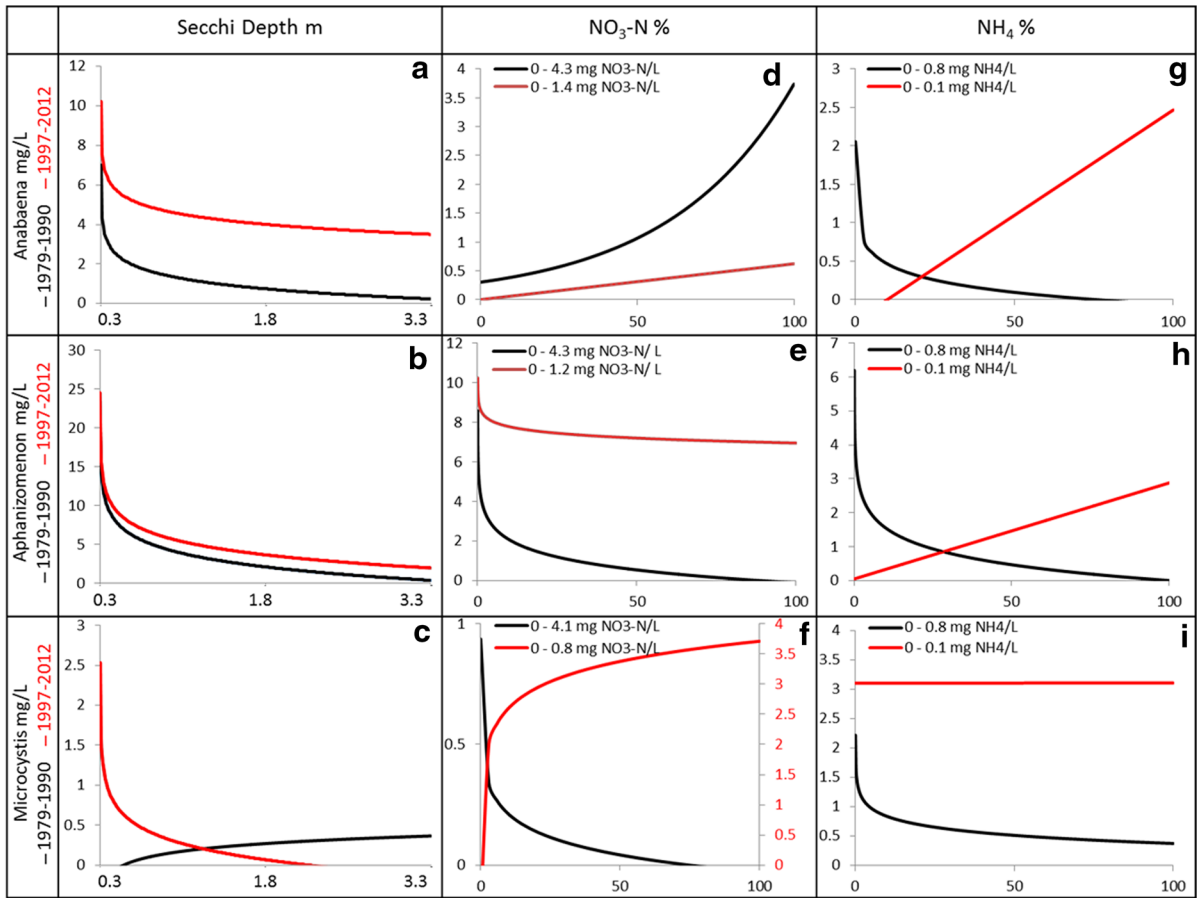 Secchi Depth m
NO3-N %
NH4 %
Anabaena mg/L
– 1979-1990 – 1997-2012
a
12
10
8
6
4
2
0
0.3 1.8 3.3
d
0 - 4.3 mg NO3-N/L
0 - 1.4 mg NO3-N/L
4
3.5
3
2.5
2
1.5
1
0.5
0
0 50 100
g
0 - 0.8 mg NH4/L
0 - 0.1 mg NH4/L
3
2.5
2
1.5
1
0.5
0
0 50 100
Aphanizomenon mg/L
– 1979-1990 – 1997-2012
b
30
25
20
15
10
5
0
0.3 1.8 3.3
e
0 - 4.3 mg NO3-N/ L
0 - 1.2 mg NO3-N/ L
12
10
8
6
4
2
0
0 50 100
h
0 - 0.8 mg NH4/L
0 - 0.1 mg NH4/L
7
6
5
4
3
2
1
0
0 50 100
Microcystis mg/L
– 1979-1990 – 1997-2012
c
3
2.5
2
1.5
1
0.5
0
0.3 1.8 3.3
f
0 - 4.1 mg NO3-N/L
0 - 0.8 mg NO3-N/L
1
0.5
0
4
3.5
3
2.5
2
1.5
1
0.5
0
0 50 100
i
0 - 0.8 mg NH4/L
0 - 0.1 mg NH4/L
4
3.5
3
2.5
2
1.5
1
0.5
0
0 50 100